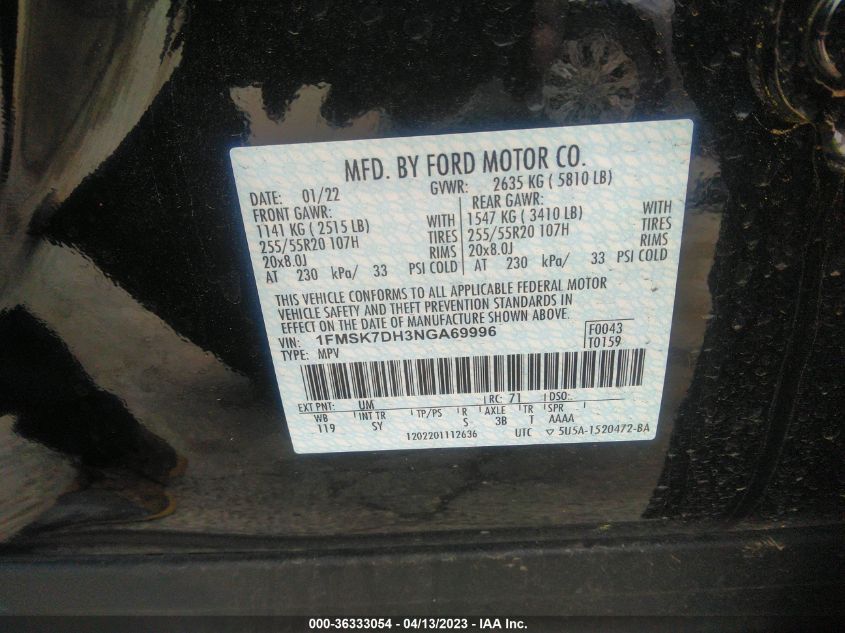 MFD. BY FORD MOTOR CO.
DATE: 01/22 GVWR: 2635 KG ( 5810 LB)
FRONT GAWR: REAR GAWR:
1141 KG ( 2515 LB) WITH 1547 KG ( 3410 LB) WITH
255/55R20 107H TIRES 255/55R20 107H TIRES
20x8.0J RIMS 20x8.0J RIMS
AT 230 kPa/ 33 PSI COLD AT 230 kPa/ 33 PSI COLD
THIS VEHICLE CONFORMS TO ALL APPLICABLE FEDERAL MOTOR
VEHICLE SAFETY AND THEFT PREVENTION STANDARDS IN
EFFECT ON THE DATE OF MANUFACTURE SHOWN ABOVE.
VIN: 1FMSK7DH3NGA69996 F0043
TYPE: MPV T0159
EXT PNT: UM RC: 71 DSO:
WB INT TR TP/PS R AXLE TR SPR
119 SY S 3B T AAAA
1202201112636 UTC ▽ 5U5A-1520472-BA
000-36333054 - 04/13/2023 - IAA Inc.